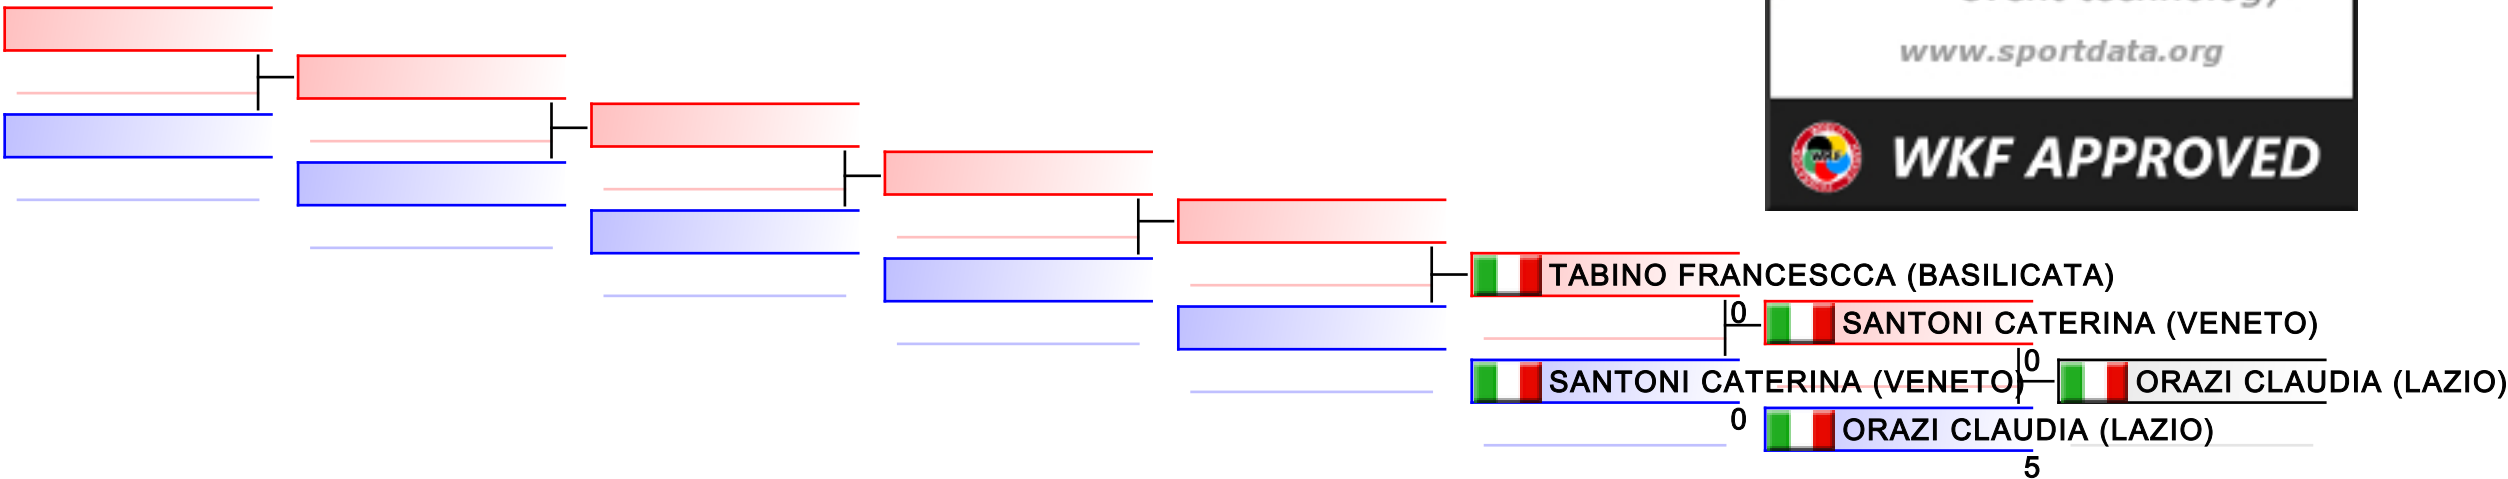 www.sportdata.org
WKF APPROVED
TABINO FRANCESCCA (BASILICATA)
0
SANTONI CATERINA (VENETO)
0
SANTONI CATERINA (VENETO)
ORAZI CLAUDIA (LAZIO)
0
ORAZI CLAUDIA (LAZIO)
5